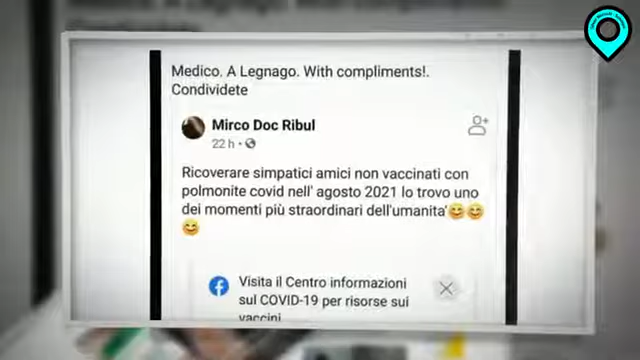 Medico. A Legnago. With compliments!.
Condividete
Mirco Doc Ribul
22 h •
Ricoverare simpatici amici non vaccinati con
polmonite covid nell' agosto 2021 lo trovo uno
dei momenti più straordinari dell'umanita'😊😊
😊
Visita il Centro informazioni
sul COVID-19 per risorse sui
vaccini